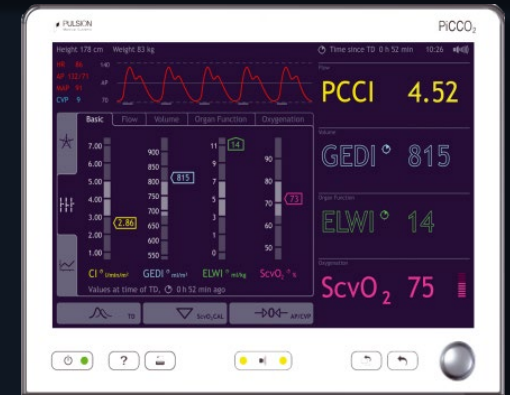 PULSION
PiCCO2
Height 178 cm Weight 83 kg
Time since TD 0 h 52 min 10:26
HR 86 140
AP 132/71 AP
MAP 91
CVP 9 70
Flow
PCCI 4.52
Basic Flow Volume Organ Function Oxygenation
Volume
GEDI 815
7.00 6.00 5.00 4.00 3.00 2.00 1.00
2.86
900 850 800 750 700 650 600 550
815
11 9 7 5 3 1 0
14
90 80 70 60 50
73
Organ Function
ELWI 14
CI l/min/m² GEDI ml/m² ELWI ml/kg ScvO2 %
Values at time of TD, 0 h 52 min ago
Oxygenation
ScvO2 75
TD ScvO2CAL →0← AP/CVP
?